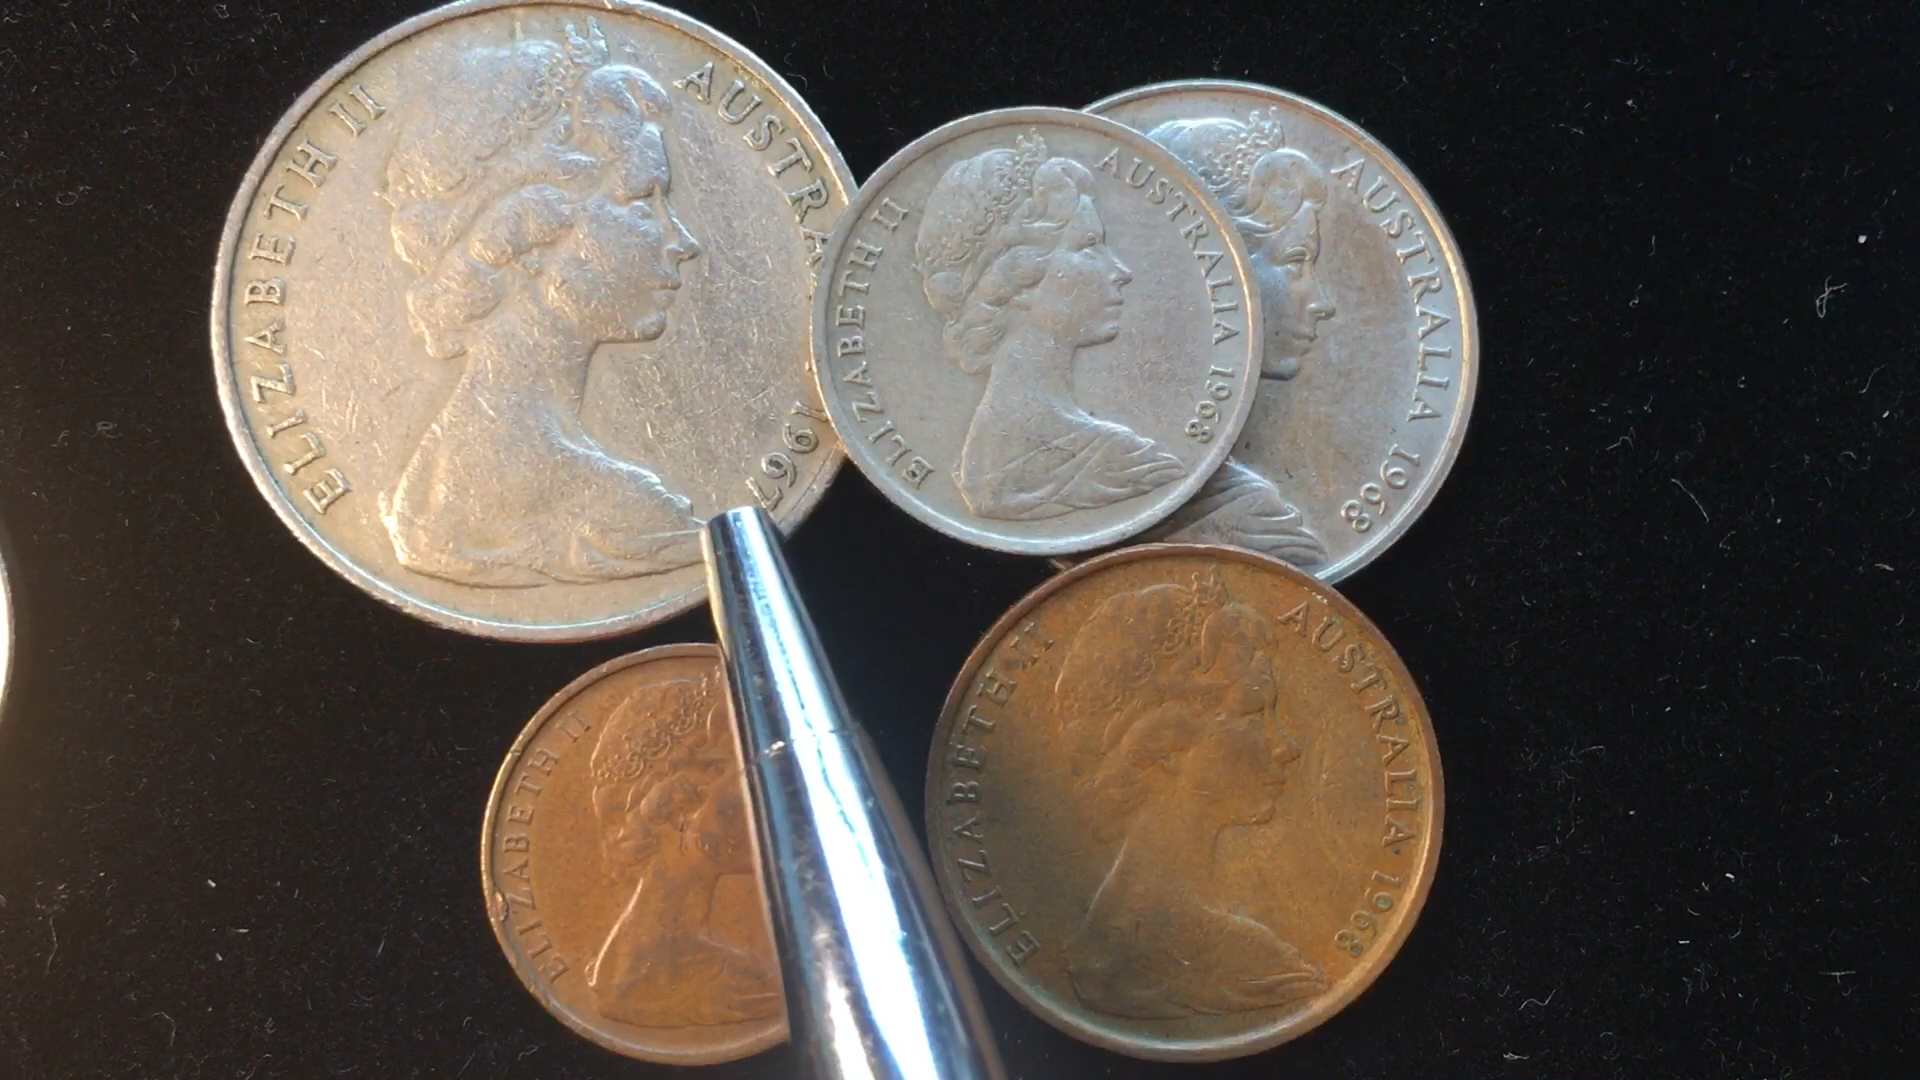 ELIZABETH II AUSTRA 1967
ELIZABETH II AUSTRALIA 1968
AUSTRALIA 1968
ELIZABETH II
ELIZABETH II AUSTRALIA 1968